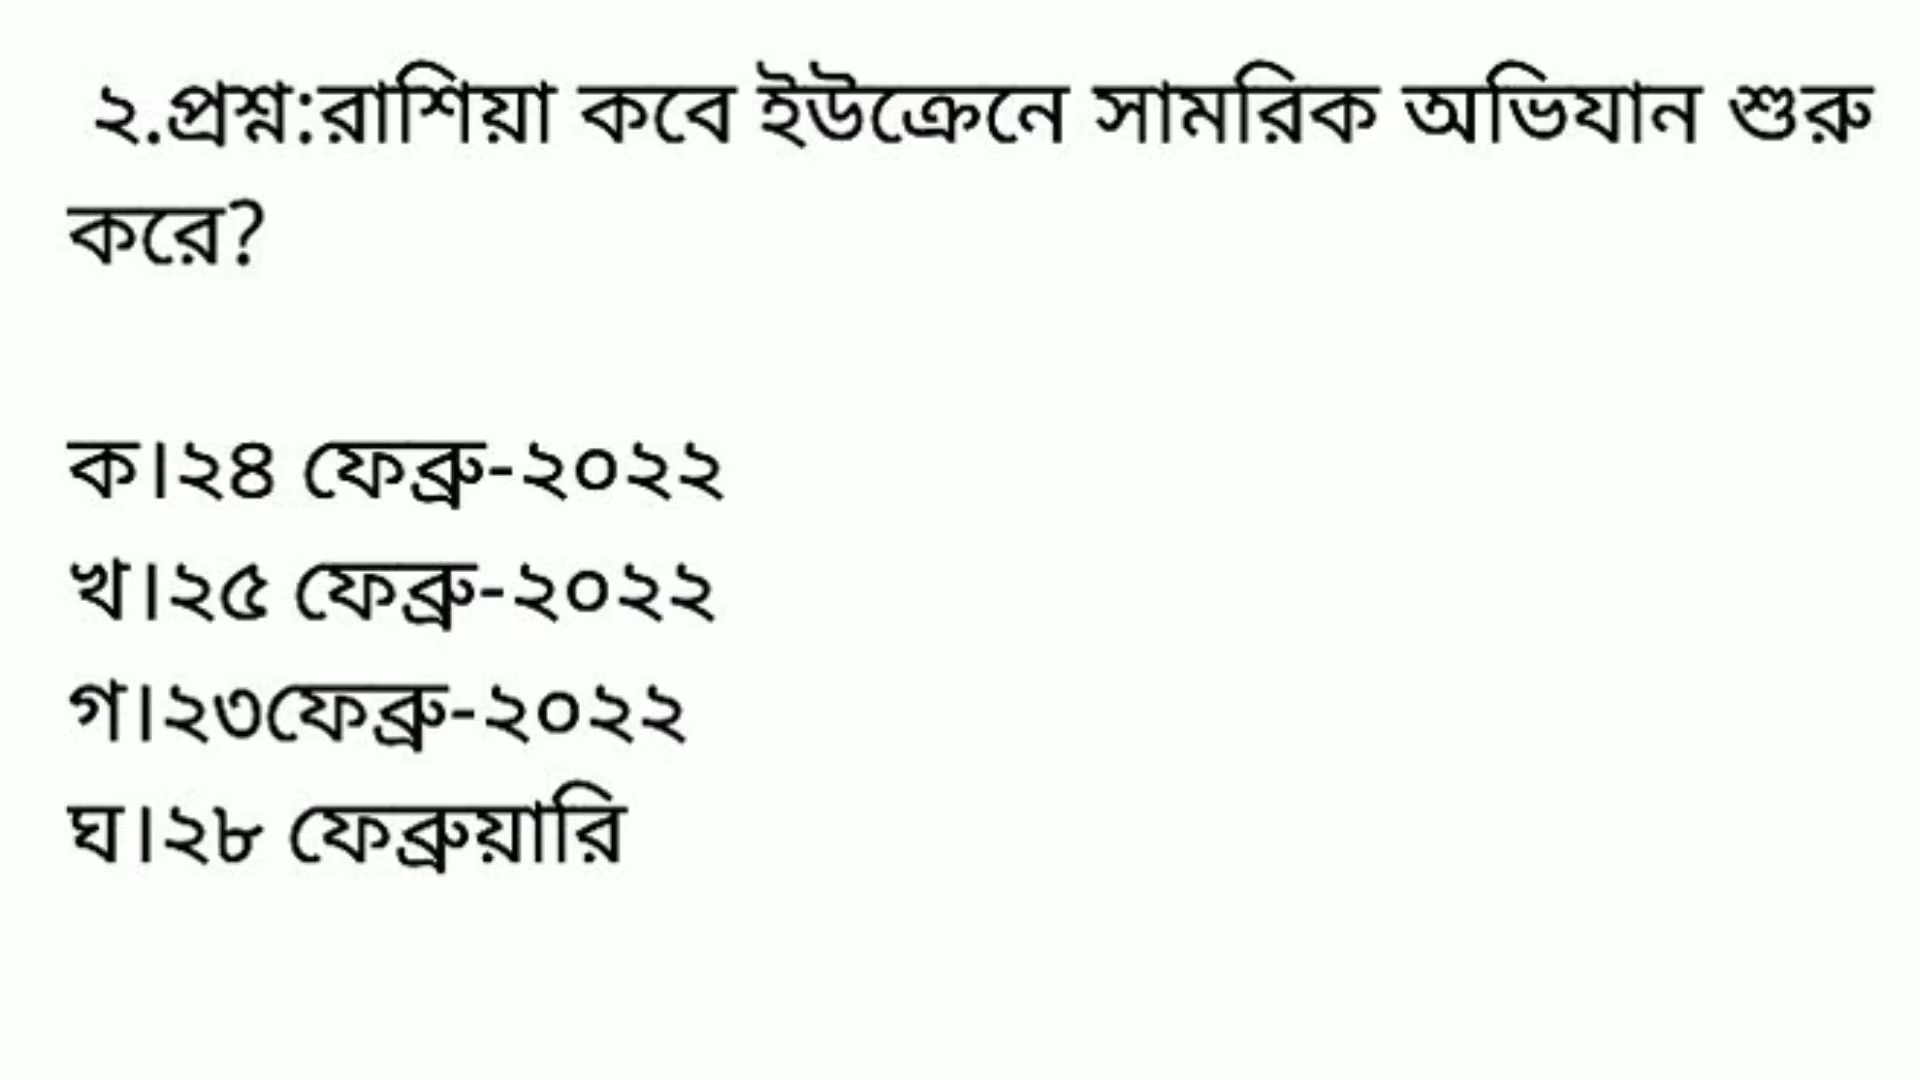 ২.প্রশ্ন:রাশিয়া কবে ইউক্রেনে সামরিক অভিযান শুরু
করে?
ক।২৪ ফেব্রু-২০২২
খ।২৫ ফেব্রু-২০২২
গ।২৩ফেব্রু-২০২২
ঘ।২৮ ফেব্রুয়ারি